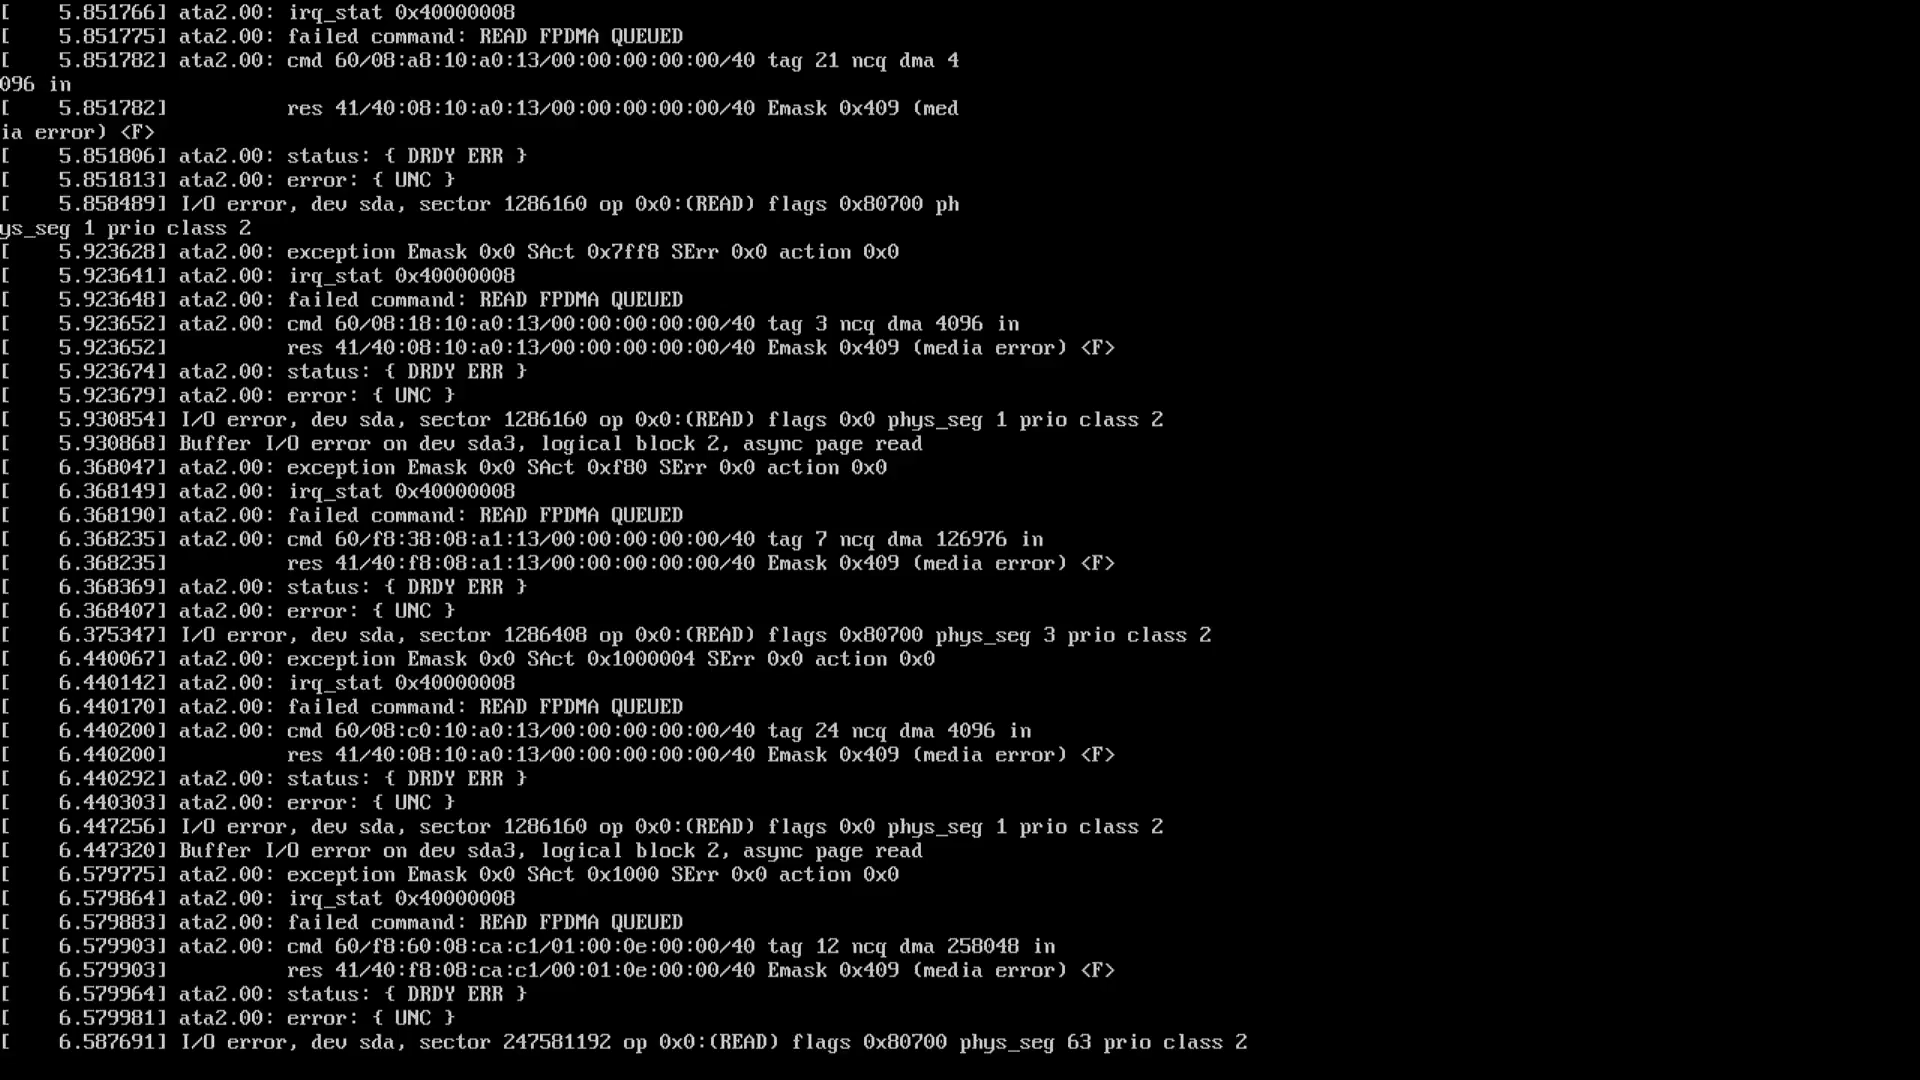 [    5.851766] ata2.00: irq_stat 0x40000008
[    5.851775] ata2.00: failed command: READ FPDMA QUEUED
[    5.851782] ata2.00: cmd 60/08:a8:10:a0:13/00:00:00:00:00/40 tag 21 ncq dma 4
096 in
[    5.851782]          res 41/40:08:10:a0:13/00:00:00:00:00/40 Emask 0x409 (med
ia error) <F>
[    5.851806] ata2.00: status: { DRDY ERR }
[    5.851813] ata2.00: error: { UNC }
[    5.858489] I/O error, dev sda, sector 1286160 op 0x0:(READ) flags 0x80700 ph
ys_seg 1 prio class 2
[    5.923628] ata2.00: exception Emask 0x0 SAct 0x7ff8 SErr 0x0 action 0x0
[    5.923641] ata2.00: irq_stat 0x40000008
[    5.923648] ata2.00: failed command: READ FPDMA QUEUED
[    5.923652] ata2.00: cmd 60/08:18:10:a0:13/00:00:00:00:00/40 tag 3 ncq dma 4096 in
[    5.923652]          res 41/40:08:10:a0:13/00:00:00:00:00/40 Emask 0x409 (media error) <F>
[    5.923674] ata2.00: status: { DRDY ERR }
[    5.923679] ata2.00: error: { UNC }
[    5.930854] I/O error, dev sda, sector 1286160 op 0x0:(READ) flags 0x0 phys_seg 1 prio class 2
[    5.930868] Buffer I/O error on dev sda3, logical block 2, async page read
[    6.368047] ata2.00: exception Emask 0x0 SAct 0xf80 SErr 0x0 action 0x0
[    6.368149] ata2.00: irq_stat 0x40000008
[    6.368190] ata2.00: failed command: READ FPDMA QUEUED
[    6.368235] ata2.00: cmd 60/f8:38:08:a1:13/00:00:00:00:00/40 tag 7 ncq dma 126976 in
[    6.368235]          res 41/40:f8:08:a1:13/00:00:00:00:00/40 Emask 0x409 (media error) <F>
[    6.368369] ata2.00: status: { DRDY ERR }
[    6.368407] ata2.00: error: { UNC }
[    6.375347] I/O error, dev sda, sector 1286408 op 0x0:(READ) flags 0x80700 phys_seg 3 prio class 2
[    6.440067] ata2.00: exception Emask 0x0 SAct 0x1000004 SErr 0x0 action 0x0
[    6.440142] ata2.00: irq_stat 0x40000008
[    6.440170] ata2.00: failed command: READ FPDMA QUEUED
[    6.440200] ata2.00: cmd 60/08:c0:10:a0:13/00:00:00:00:00/40 tag 24 ncq dma 4096 in
[    6.440200]          res 41/40:08:10:a0:13/00:00:00:00:00/40 Emask 0x409 (media error) <F>
[    6.440292] ata2.00: status: { DRDY ERR }
[    6.440303] ata2.00: error: { UNC }
[    6.447256] I/O error, dev sda, sector 1286160 op 0x0:(READ) flags 0x0 phys_seg 1 prio class 2
[    6.447320] Buffer I/O error on dev sda3, logical block 2, async page read
[    6.579775] ata2.00: exception Emask 0x0 SAct 0x1000 SErr 0x0 action 0x0
[    6.579864] ata2.00: irq_stat 0x40000008
[    6.579883] ata2.00: failed command: READ FPDMA QUEUED
[    6.579903] ata2.00: cmd 60/f8:60:08:ca:c1/01:00:0e:00:00/40 tag 12 ncq dma 258048 in
[    6.579903]          res 41/40:f8:08:ca:c1/00:01:0e:00:00/40 Emask 0x409 (media error) <F>
[    6.579964] ata2.00: status: { DRDY ERR }
[    6.579981] ata2.00: error: { UNC }
[    6.587691] I/O error, dev sda, sector 247581192 op 0x0:(READ) flags 0x80700 phys_seg 63 prio class 2